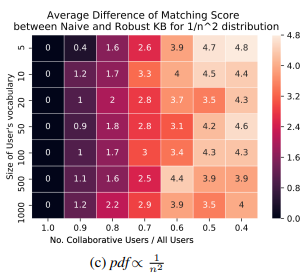 Average Difference of Matching Score
between Naive and Robust KB for 1/n^2 distribution
Size of User's vocabulary
5 0 0.4 1.6 2.6 3.9 4.7 4.8
10 0 1.2 1.7 3.3 4 4.5 4.4
20 0 1 2 2.8 3.7 3.5 4.3
50 0 0.9 1.8 2.8 3.1 4.2 4.6
100 0 1 1.7 3 3.4 4.3 4.3
500 0 1.1 1.6 2.5 4.4 3.9 3.9
1000 0 1.2 2.2 2.9 3.9 3.5 4
1.0 0.9 0.8 0.7 0.6 0.5 0.4
No. Collaborative Users / All Users
4.8
4.0
3.2
2.4
1.6
0.8
0.0
(c) pdf∝ 1/n²